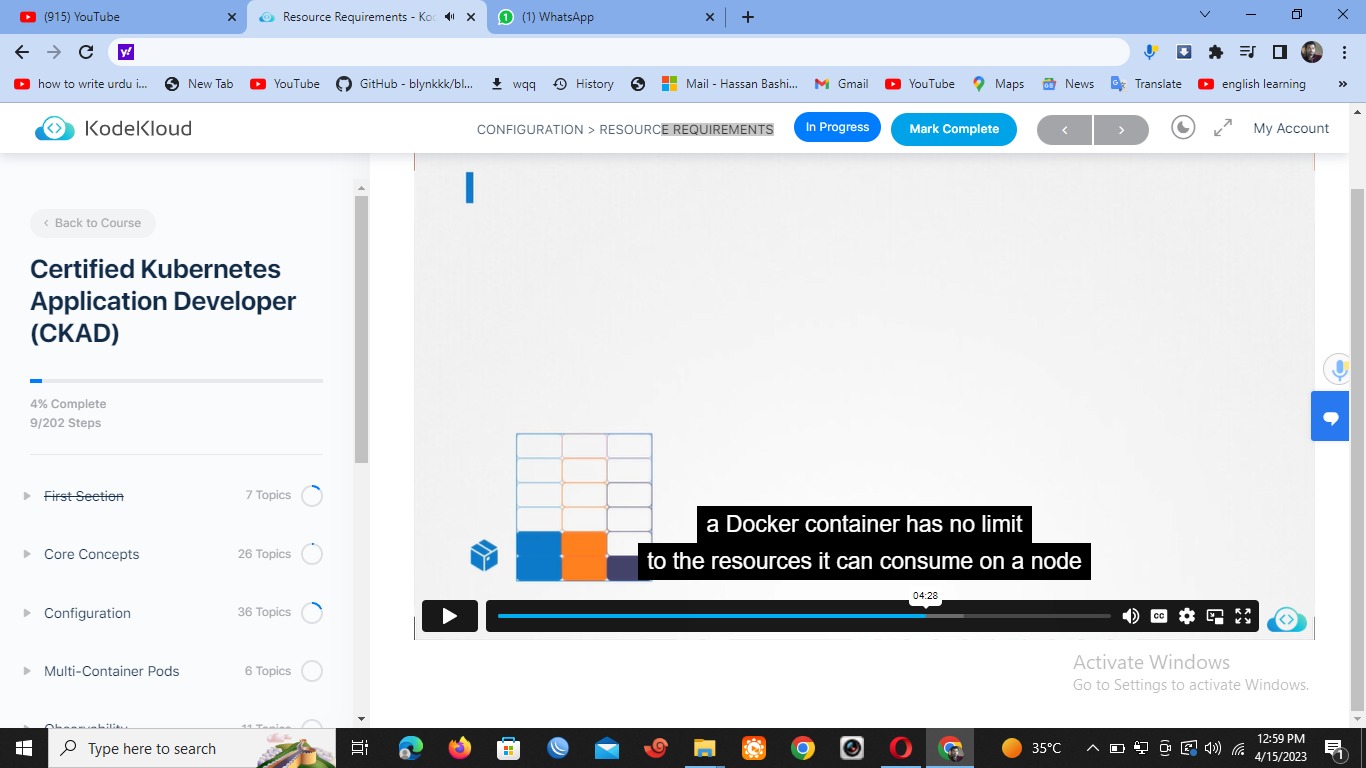 (915) YouTube
Resource Requirements - Ko
(1) WhatsApp
how to write urdu i...
New Tab
YouTube
GitHub - blynkkk/bl...
wqq
History
Mail - Hassan Bashi...
Gmail
YouTube
Maps
News
Translate
english learning
»
KodeKloud
CONFIGURATION > RESOURCE REQUIREMENTS
In Progress
Mark Complete
My Account
Back to Course
Certified Kubernetes
Application Developer
(CKAD)
4% Complete
9/202 Steps
First Section
7 Topics
Core Concepts
26 Topics
Configuration
36 Topics
Multi-Container Pods
6 Topics
Observability
11 Topics
a Docker container has no limit
to the resources it can consume on a node
04:28
CC
Activate Windows
Go to Settings to activate Windows.
Type here to search
35°C
12:59 PM
4/15/2023
1